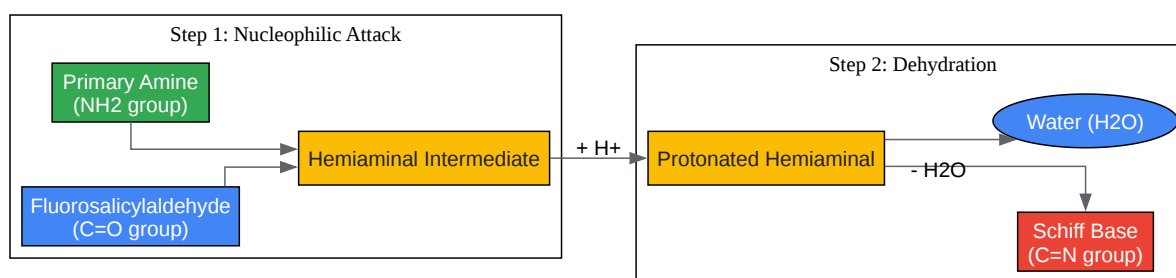 Step 1: Nucleophilic Attack
Primary Amine
(NH2 group)
Fluorosalicylaldehyde
(C=O group)
Hemiaminal Intermediate
+ H+
Step 2: Dehydration
Protonated Hemiaminal
Water (H2O)
- H2O
Schiff Base
(C=N group)